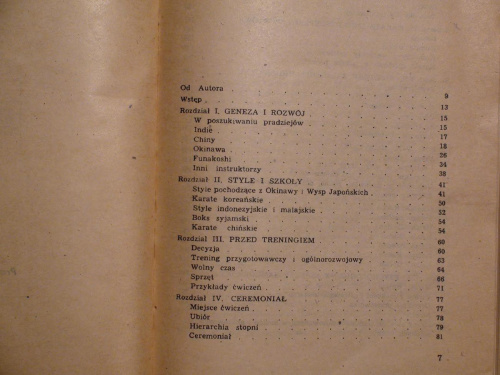 Od Autora . . . . . . . . . . 9
Wstęp . . . . . . . . . . 13
Rozdział I. GENEZA I ROZWÓJ . . . . . . 15
W poszukiwaniu pradziejów . . . . . . 15
Indie . . . . . . . . . . 17
Chiny . . . . . . . . . . 18
Okinawa . . . . . . . . . . 26
Funakoshi . . . . . . . . . . 34
Inni instruktorzy . . . . . . . . 38
Rozdział II. STYLE I SZKOŁY . . . . . . 41
Style pochodzące z Okinawy i Wysp Japońskich . . . . 41
Karate koreańskie . . . . . . . . 50
Style indonezyjskie i malajskie . . . . . . 52
Boks syjamski . . . . . . . . 54
Karate chińskie . . . . . . . . 54
Rozdział III. PRZED TRENINGIEM . . . . . . 60
Decyzja . . . . . . . . . . 60
Trening przygotowawczy i ogólnorozwojowy . . . . 63
Wolny czas . . . . . . . . . . 64
Sprzęt . . . . . . . . . . 66
Przykłady ćwiczeń . . . . . . . . 71
Rozdział IV. CEREMONIAŁ . . . . . . 77
Miejsce ćwiczeń . . . . . . . . 77
Ubiór . . . . . . . . . . 78
Hierarchia stopni . . . . . . . . 79
Ceremoniał . . . . . . . . . . 81
7